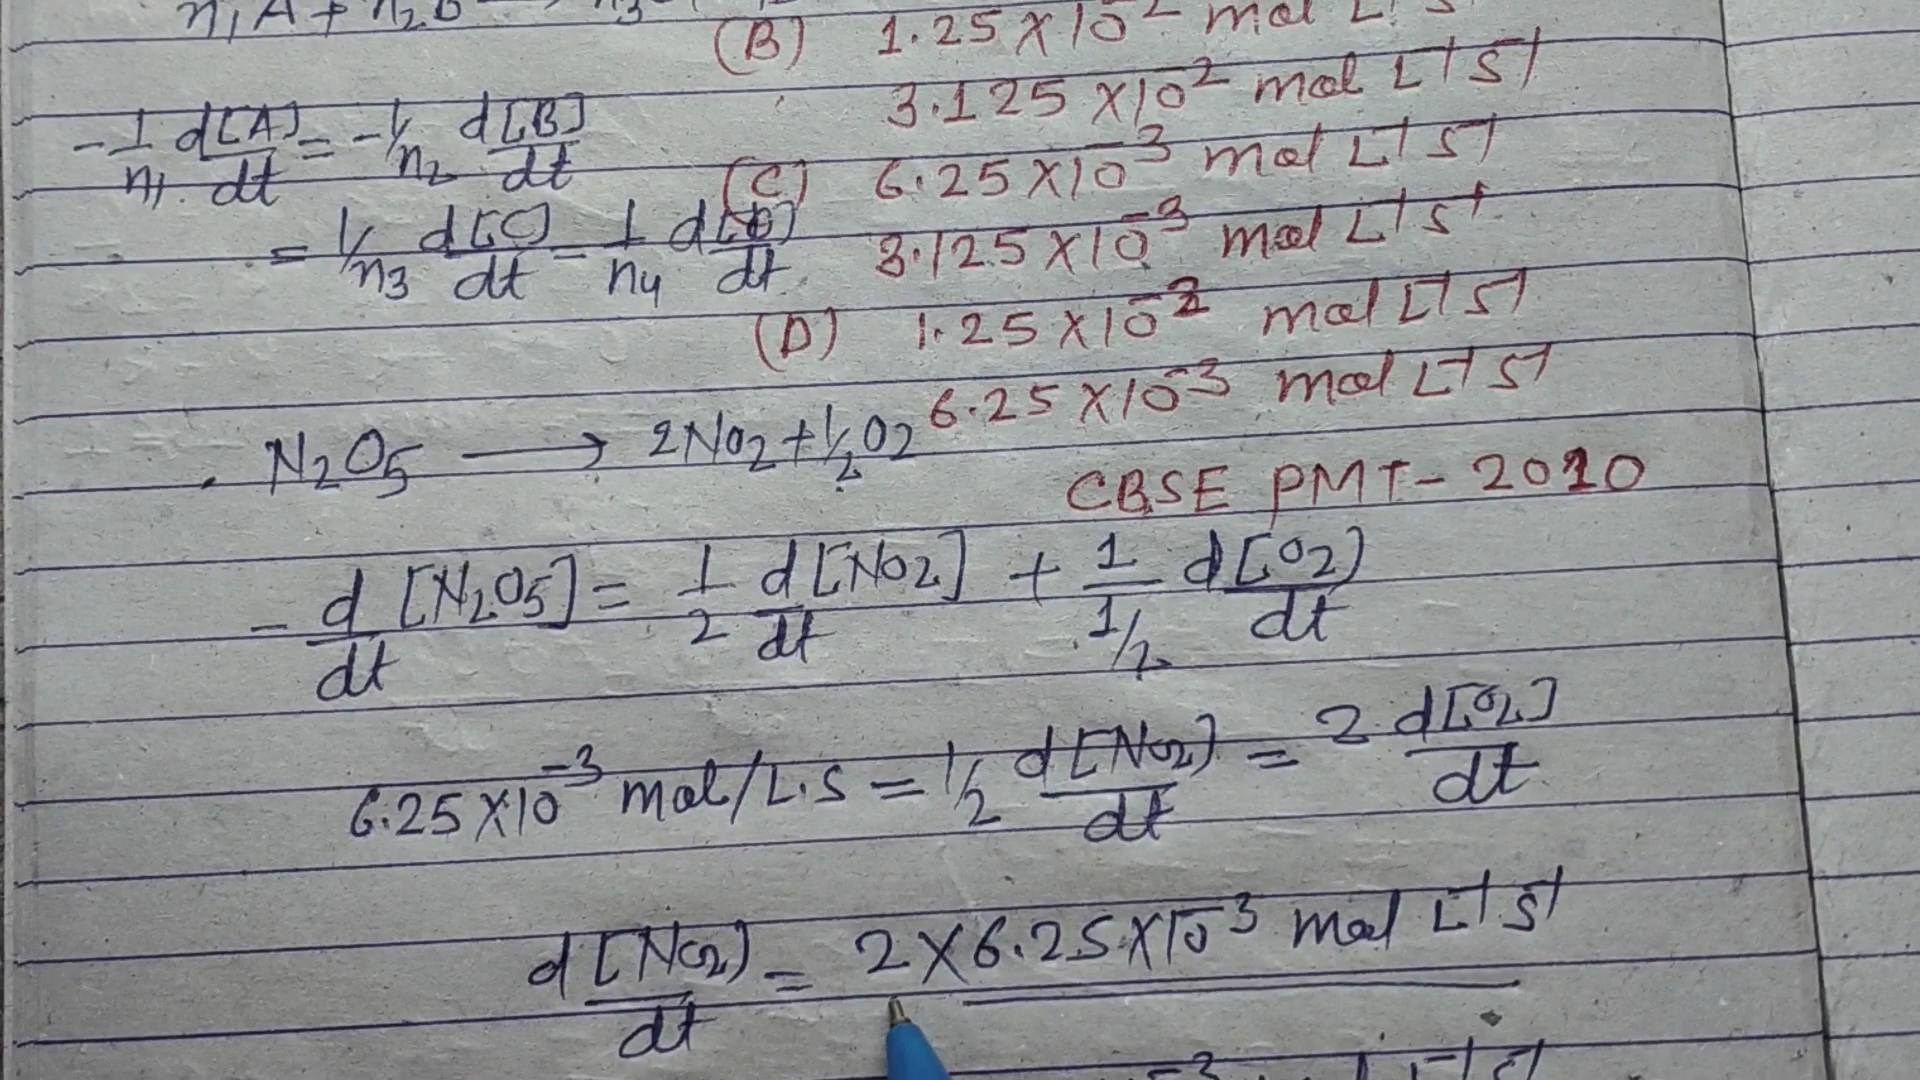 n₁A + n₂B
(B) 1.25 × 10⁻² mol L⁻¹ S⁻¹
3.125 × 10⁻² mol L⁻¹ S⁻¹
-1/n₁ d[A]/dt = -1/n₂ d[B]/dt
(C) 6.25 × 10⁻³ mol L⁻¹ S⁻¹
= 1/n₃ d[C]/dt = 1/n₄ d[D]/dt
3.125 × 10⁻³ mol L⁻¹ S⁻¹
(D) 1.25 × 10⁻² mol L⁻¹ S⁻¹
6.25 × 10⁻³ mol L⁻¹ S⁻¹
N₂O₅ ⟶ 2NO₂ + 1/2 O₂
CBSE PMT - 2010
- d/dt [N₂O₅] = 1/2 d[NO₂]/dt + 1/(1/2) d[O₂]/dt
6.25 × 10⁻³ mol/L.S = 1/2 d[NO₂]/dt = 2 d[O₂]/dt
d[NO₂]/dt = 2 × 6.25 × 10⁻³ mol L⁻¹ S⁻¹